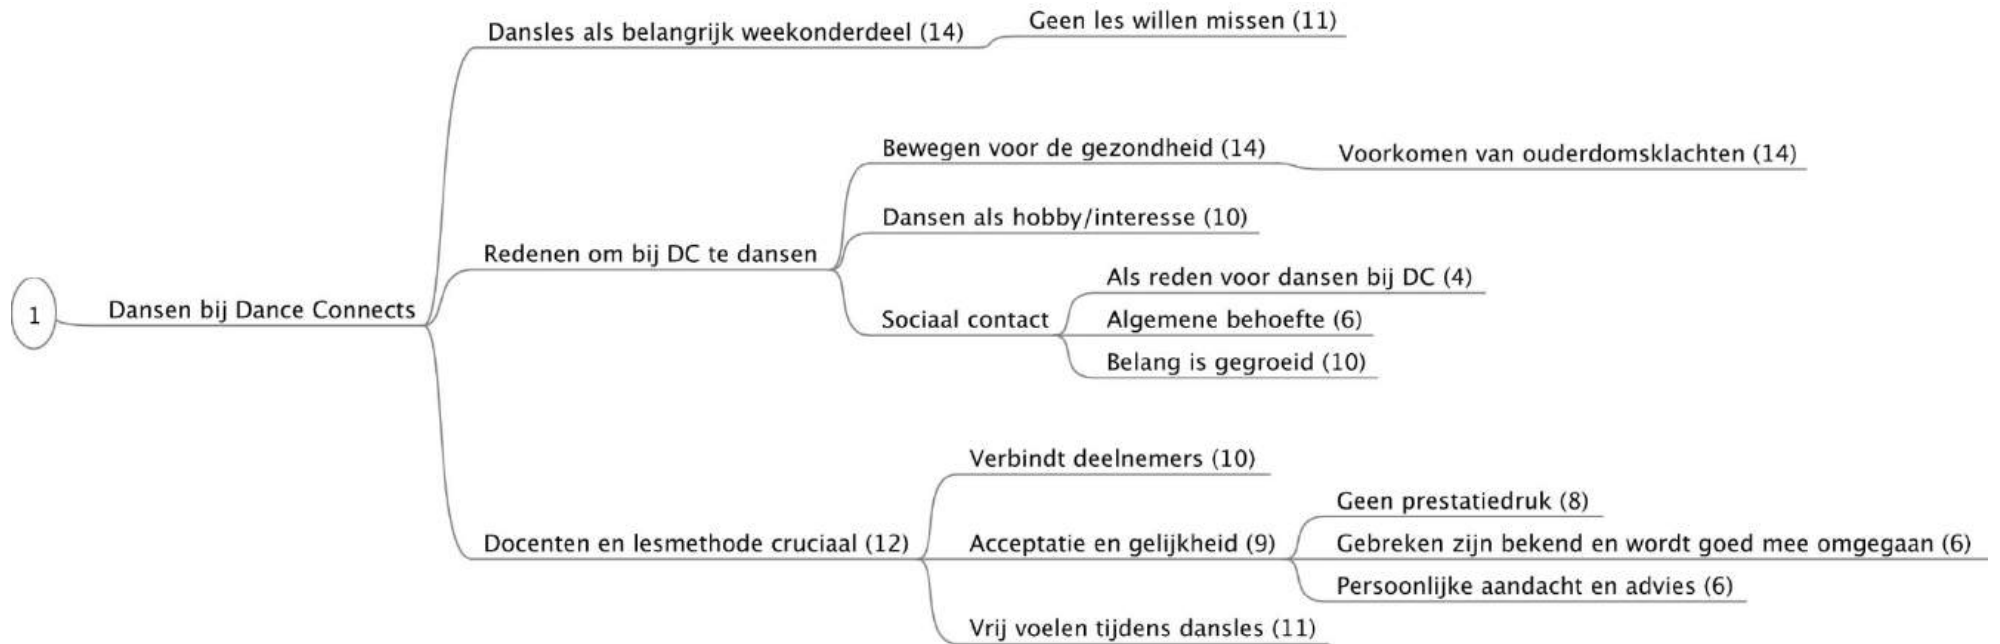 1
Dansen bij Dance Connects
Dansles als belangrijk weekonderdeel (14)
Geen les willen missen (11)
Redenen om bij DC te dansen
Bewegen voor de gezondheid (14)
Voorkomen van ouderdomsklachten (14)
Dansen als hobby/interesse (10)
Sociaal contact
Als reden voor dansen bij DC (4)
Algemene behoefte (6)
Belang is gegroeid (10)
Docenten en lesmethode cruciaal (12)
Verbindt deelnemers (10)
Acceptatie en gelijkheid (9)
Geen prestatiedruk (8)
Gebreken zijn bekend en wordt goed mee omgegaan (6)
Persoonlijke aandacht en advies (6)
Vrij voelen tijdens dansles (11)